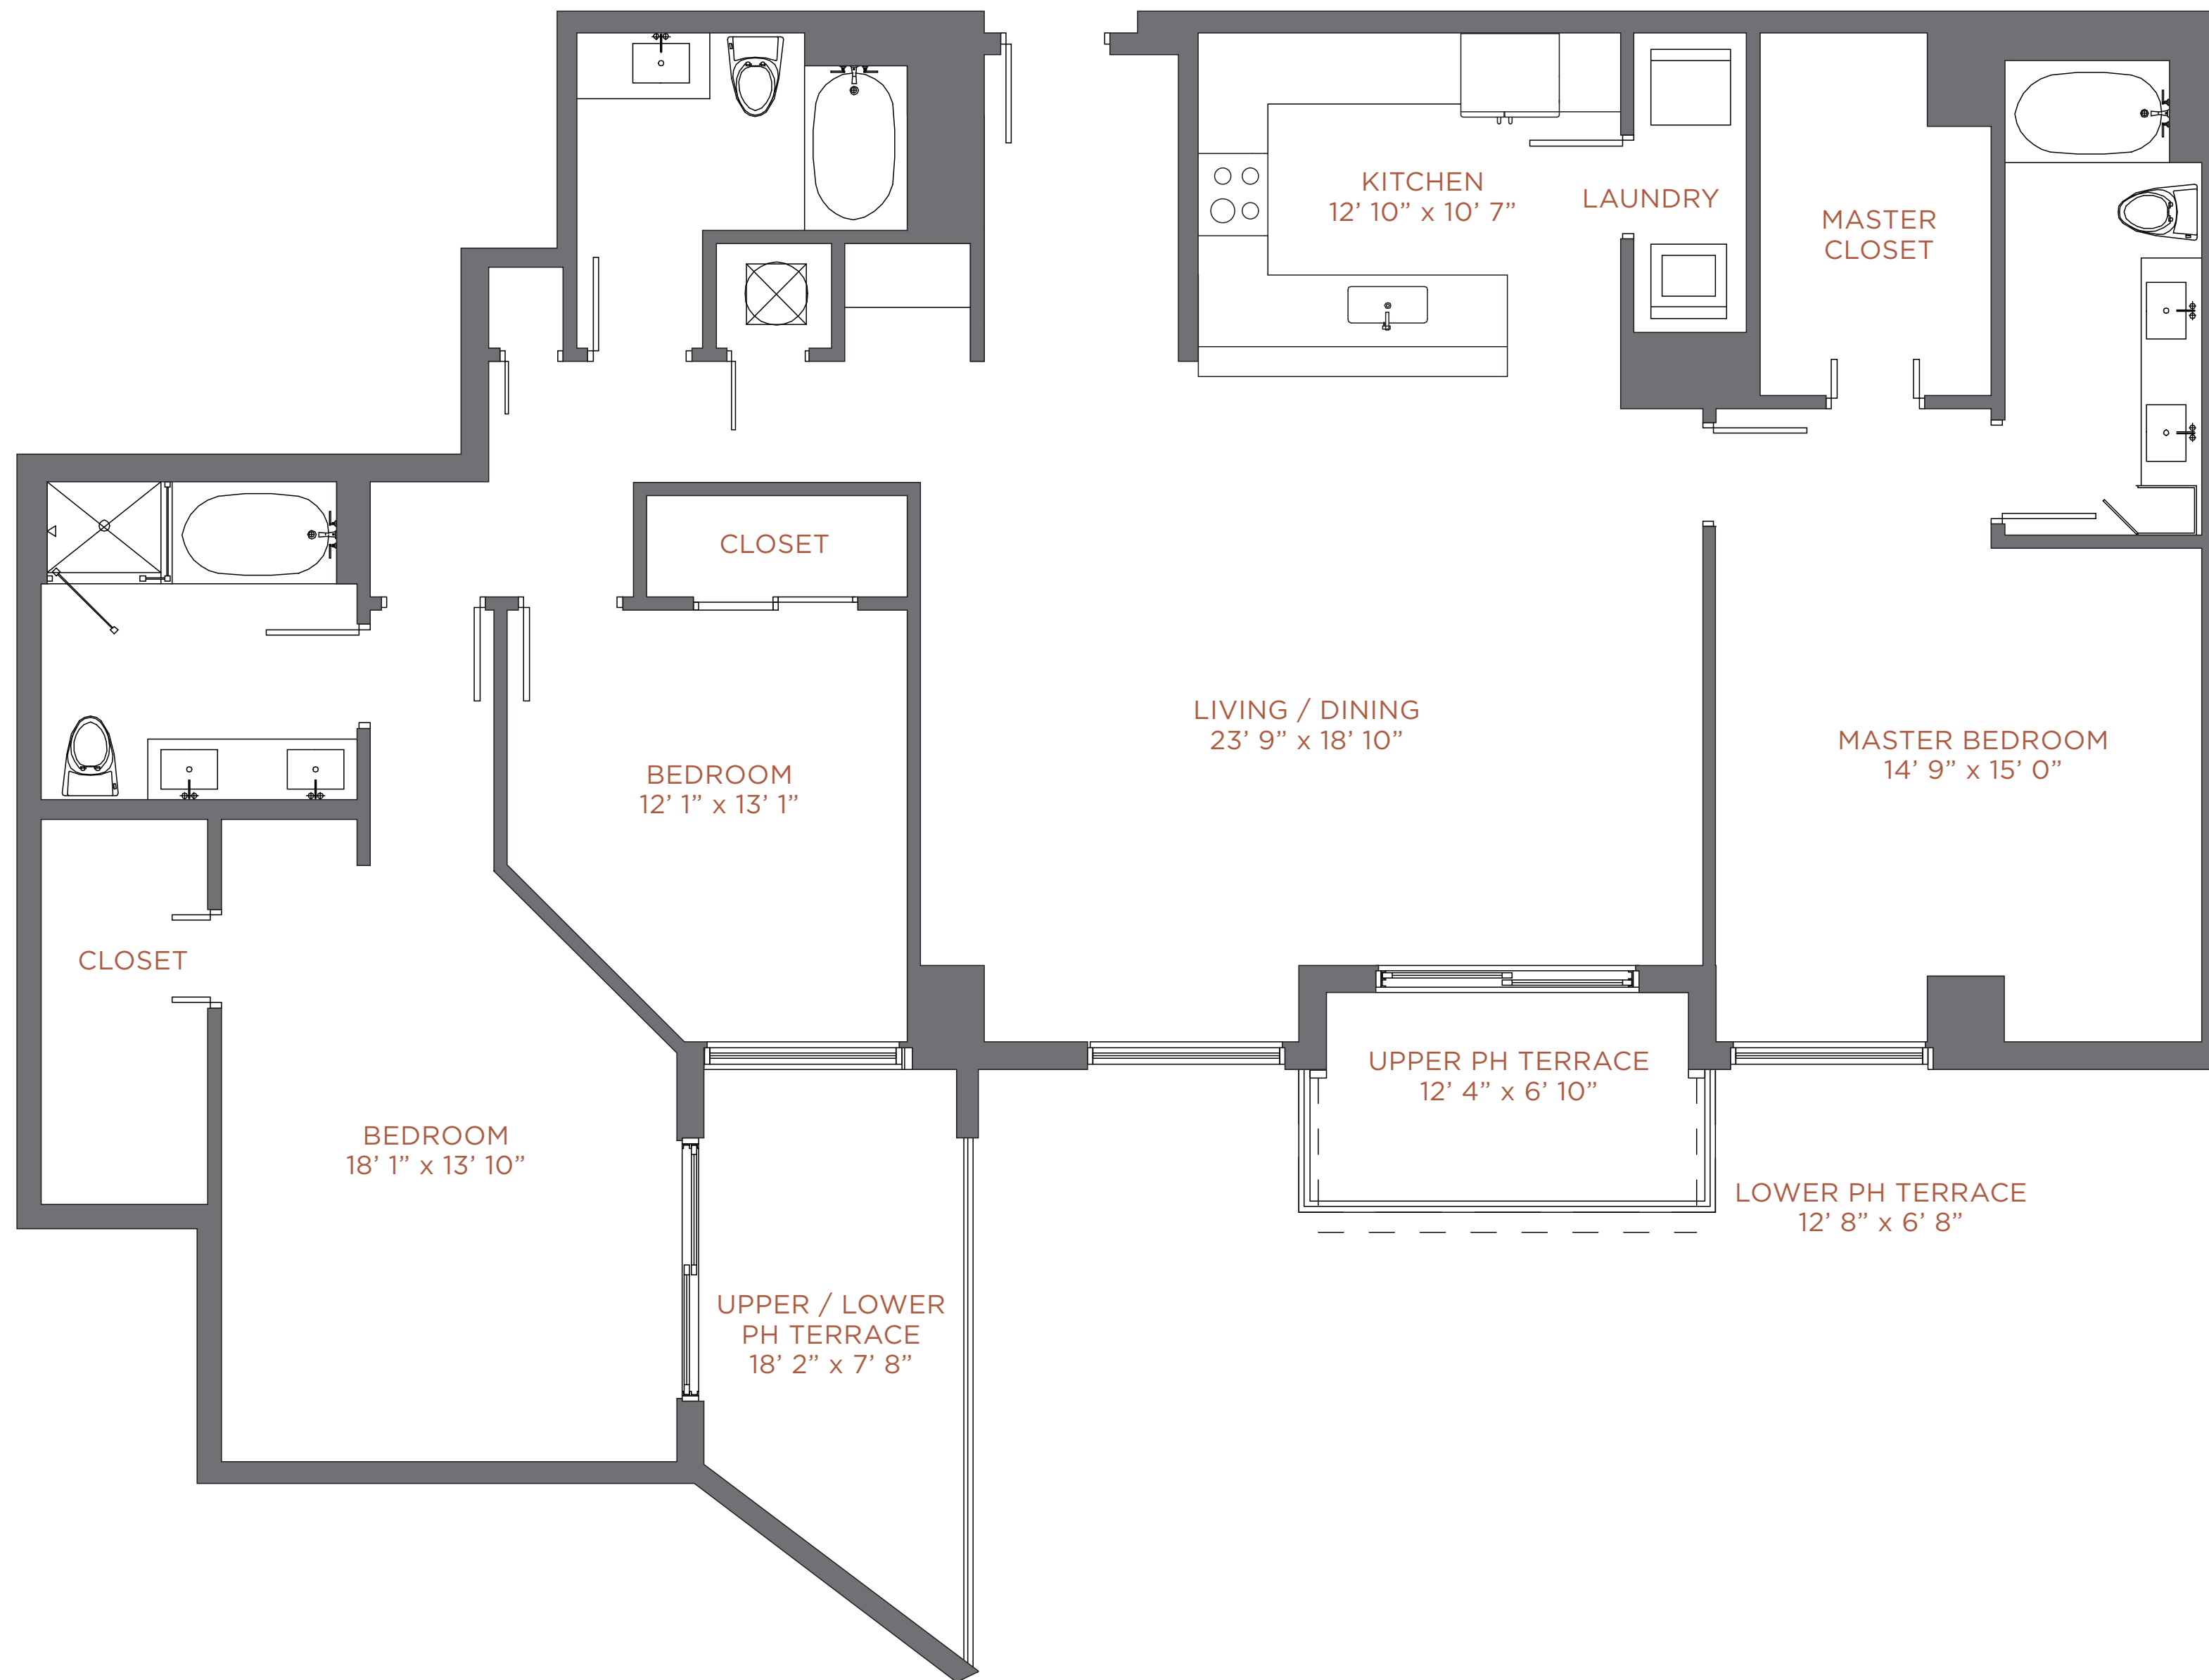 KITCHEN
12’ 10” x 10’ 7”
LAUNDRY
MASTER
CLOSET
CLOSET
LIVING / DINING
23’ 9” x 18’ 10”
MASTER BEDROOM
14’ 9” x 15’ 0”
BEDROOM
12’ 1” x 13’ 1”
CLOSET
UPPER PH TERRACE
12’ 4” x 6’ 10”
BEDROOM
18’ 1” x 13’ 10”
LOWER PH TERRACE
12’ 8” x 6’ 8”
UPPER / LOWER
PH TERRACE
18’ 2” x 7’ 8”